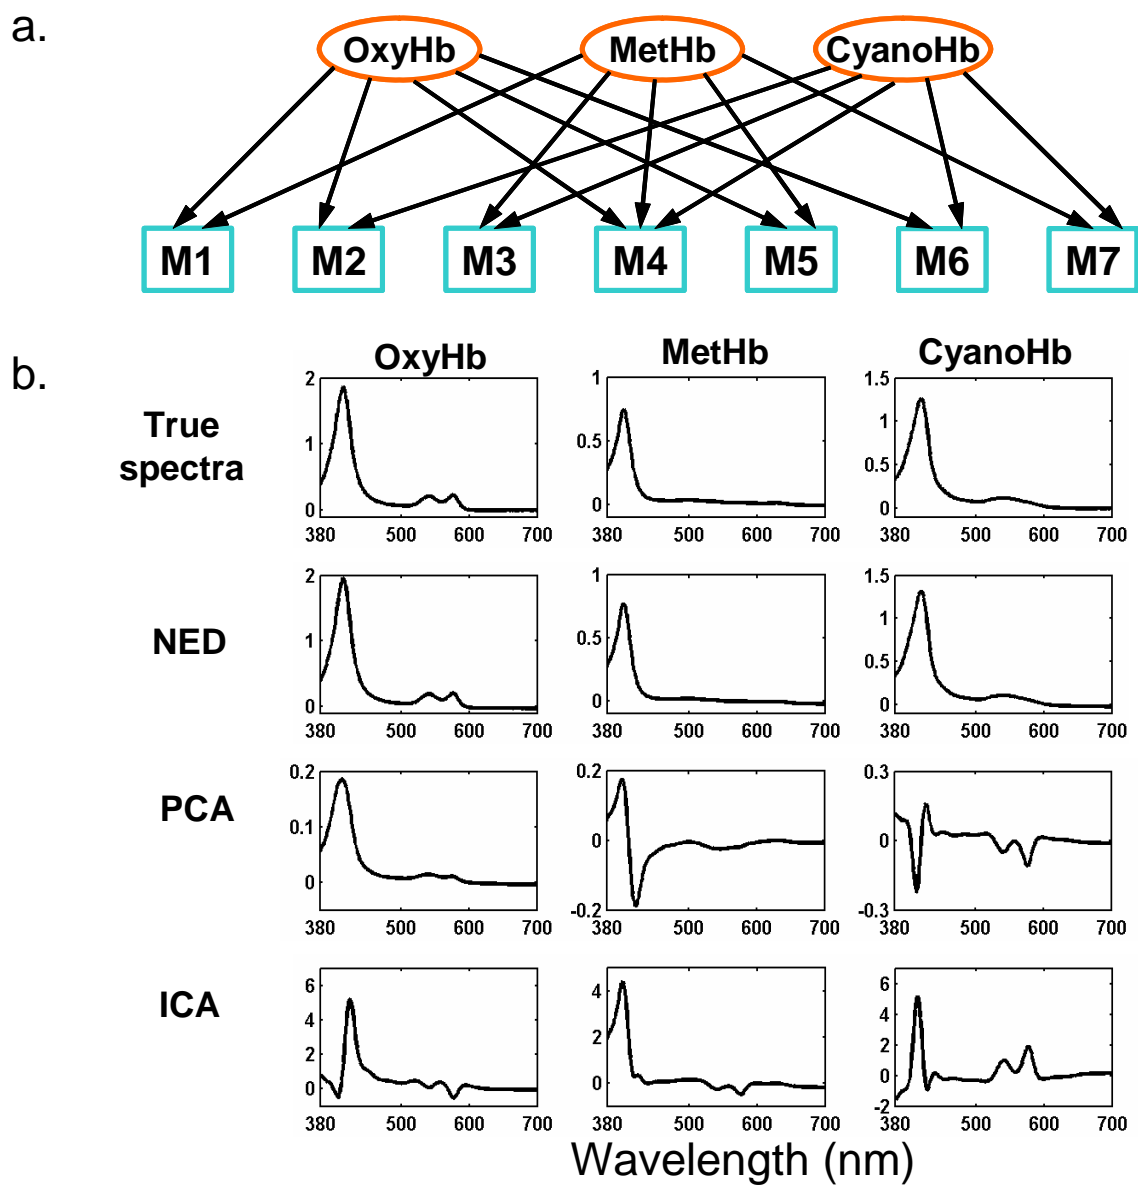 a.
OxyHb MetHb CyanoHb
M1 M2 M3 M4 M5 M6 M7
b.
OxyHb MetHb CyanoHb
True
spectra
2 1 0
380 500 600 700
1 0.5 0
500 600 700
1.5 1 0.5 0
380 500 600 700
NED
2 1 0
380 500 600 700
1 0.5 0
380 500 600 700
1.5 1 0.5 0
380 500 600 700
PCA
0.2 0.1 0
380 500 600 700
0.2 0 -0.2
380 500 600 700
0.3 0 -0.3
380 500 600 700
ICA
6 4 2 0
380 500 600 700
4 2 0
380 500 600 700
6 4 2 0 -2
380 500 600 700
Wavelength (nm)